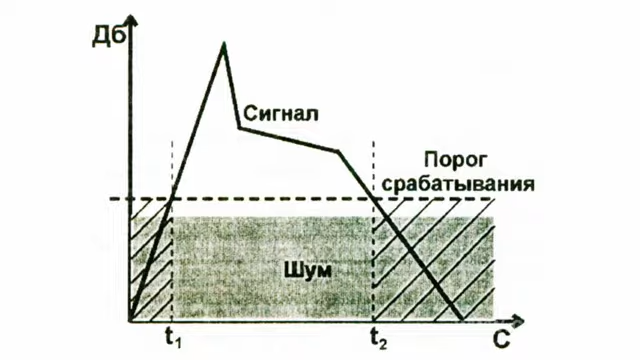 Дб
Сигнал
Порог
срабатывания
Шум
t₁
t₂
С